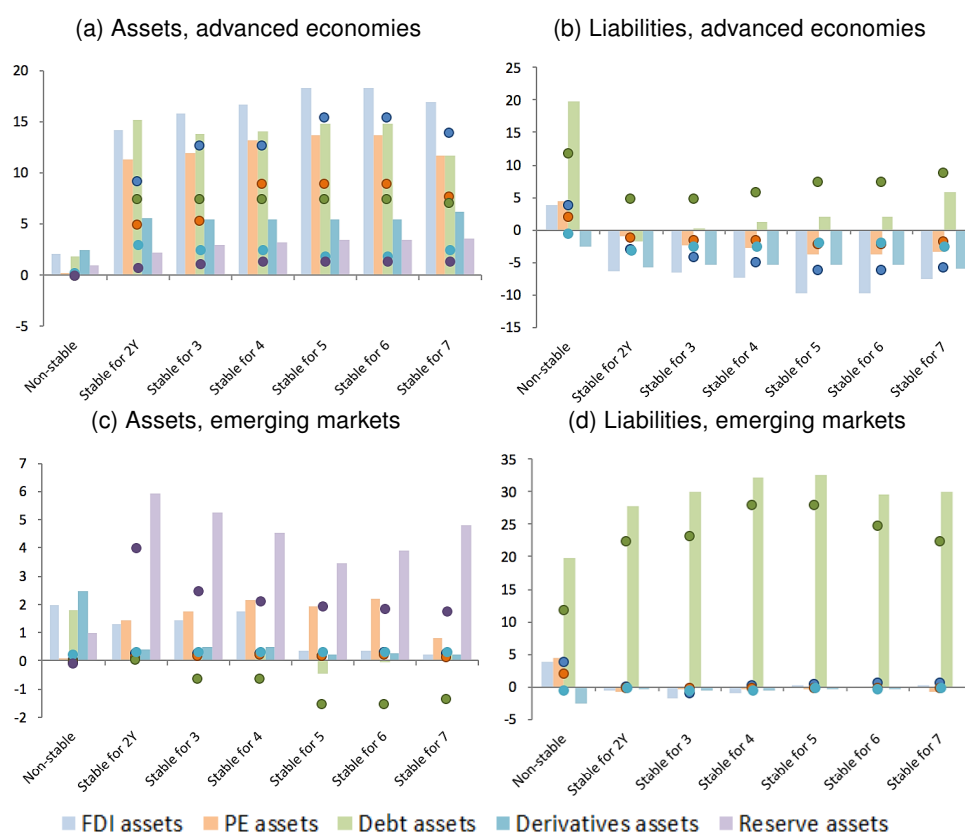 (a) Assets, advanced economies
20
15
10
5
0
-5
Non-stable
Stable for 2Y
Stable for 3
Stable for 4
Stable for 5
Stable for 6
Stable for 7
(b) Liabilities, advanced economies
25
20
15
10
5
0
-5
-10
-15
Non-stable
Stable for 2Y
Stable for 3
Stable for 4
Stable for 5
Stable for 6
Stable for 7
(c) Assets, emerging markets
7
6
5
4
3
2
1
0
-1
-2
Non-stable
Stable for 2Y
Stable for 3
Stable for 4
Stable for 5
Stable for 6
Stable for 7
(d) Liabilities, emerging markets
35
30
25
20
15
10
5
0
-5
Non-stable
Stable for 2Y
Stable for 3
Stable for 4
Stable for 5
Stable for 6
Stable for 7
FDI assets PE assets Debt assets Derivatives assets Reserve assets